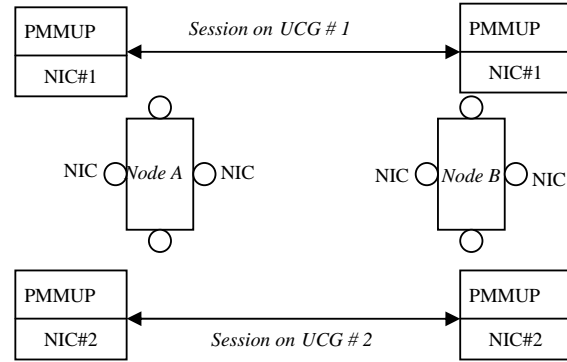 PMMUP
Session on UCG # 1
PMMUP
NIC#1
NIC#1
NIC
Node A
NIC
NIC
Node B
NIC
PMMUP
PMMUP
NIC#2
Session on UCG # 2
NIC#2